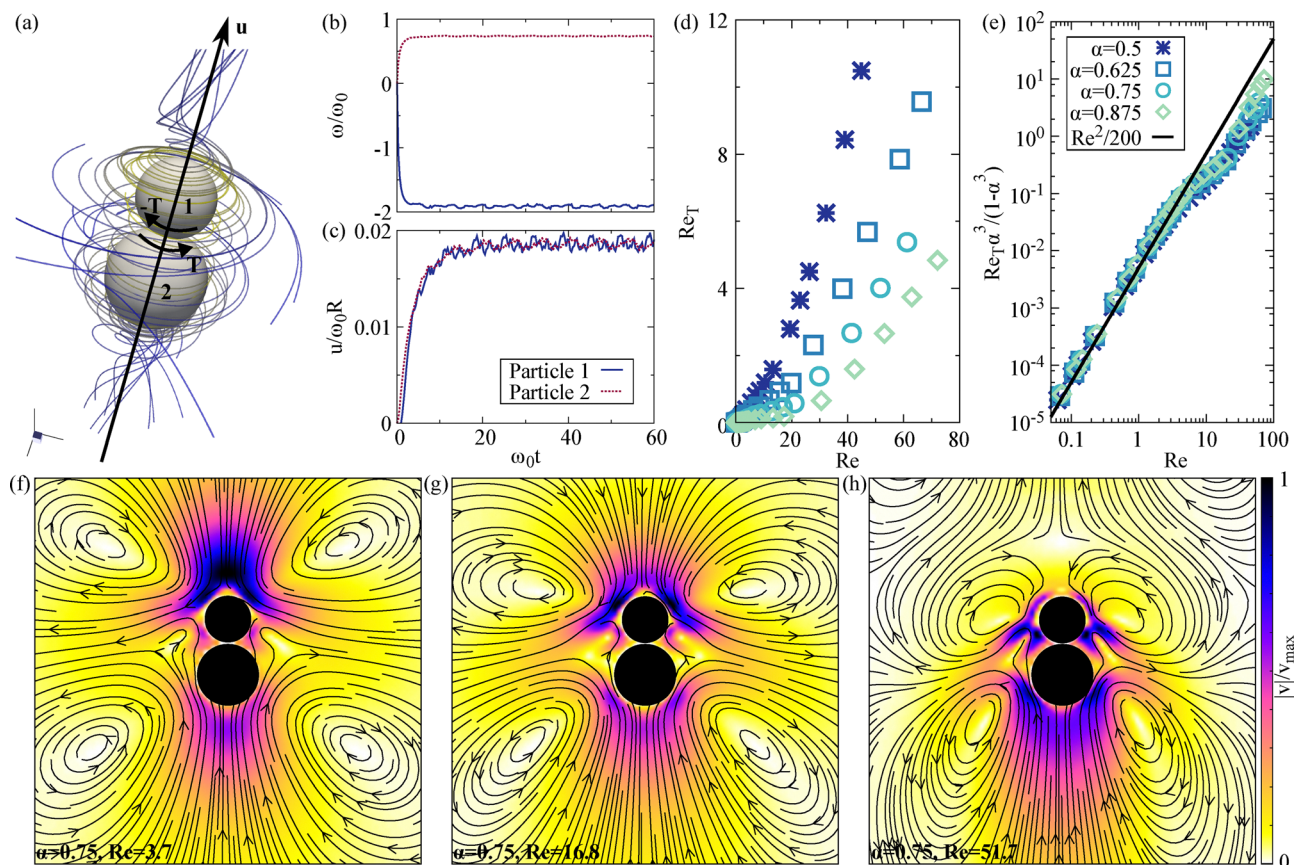 (a)
u
-T
1
T
2
(b)
ω/ω₀
1
0
-1
-2
(c)
u/ω₀R
0.02
0.01
0
Particle 1
Particle 2
0
20
40
60
ω₀t
(d)
Re_T
12
8
4
0
0
20
40
60
80
Re
(e)
Re_Tα³/(1-α³)
10³
10²
10¹
10⁰
10⁻¹
10⁻²
10⁻³
10⁻⁴
10⁻⁵
α=0.5
α=0.625
α=0.75
α=0.875
Re²/200
0.1
1
10
100
Re
(f)
α=0.75, Re=3.7
(g)
α=0.75, Re=16.8
(h)
α=0.75, Re=51.7
1
|v|/v_max
0